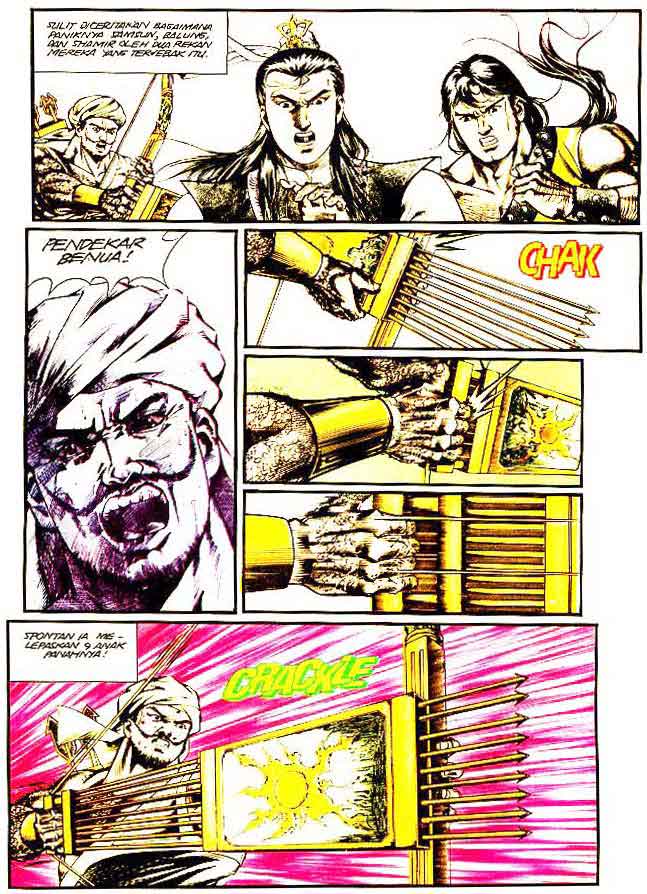 SULIT DICERITAKAN BAGAIMANA
PANIKNYA SAMSUN, BALUNG,
DAN SHAMIR OLEH DUA REKAN
MEREKA YANG TERJEBAK ITU.
PENDEKAR
BENUA!
CHAK
SPONTAN IA ME-
LEPASKAN 9 ANAK
PANAHNYA!
CRACKLE